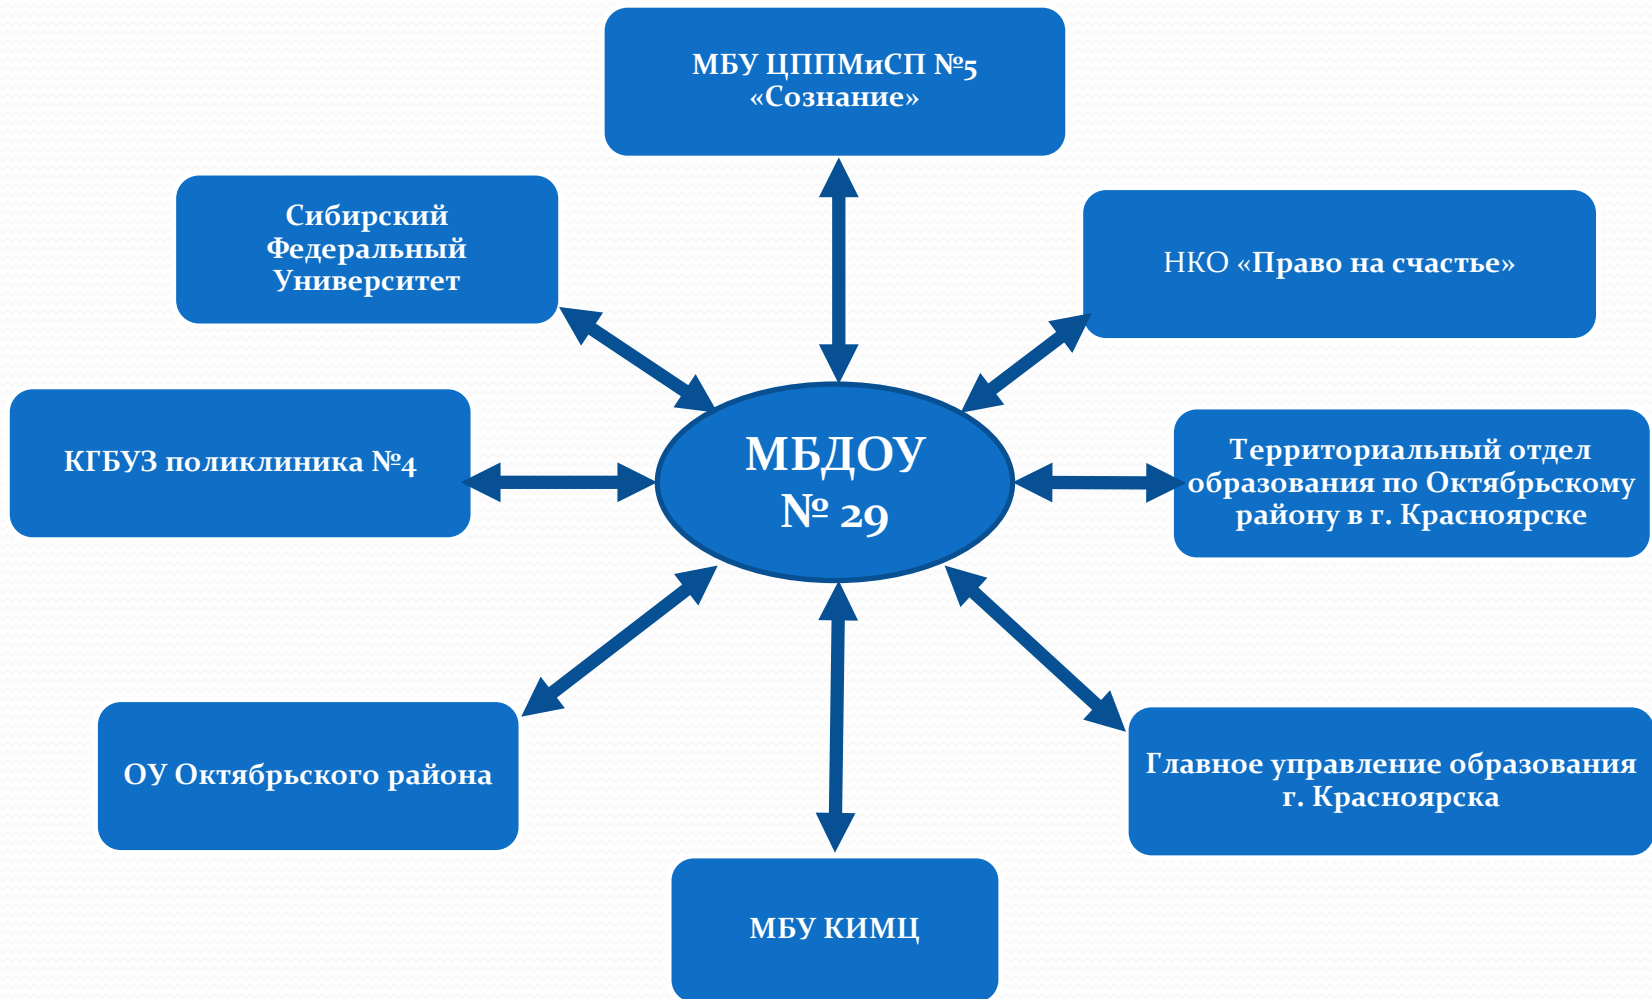 МБУ ЦППМиСП №5
«Сознание»
Сибирский
Федеральный
Университет
НКО «Право на счастье»
КГБУЗ поликлиника №4
МБДОУ
№ 29
Территориальный отдел
образования по Октябрьскому
району в г. Красноярске
ОУ Октябрьского района
Главное управление образования
г. Красноярска
МБУ КИМЦ